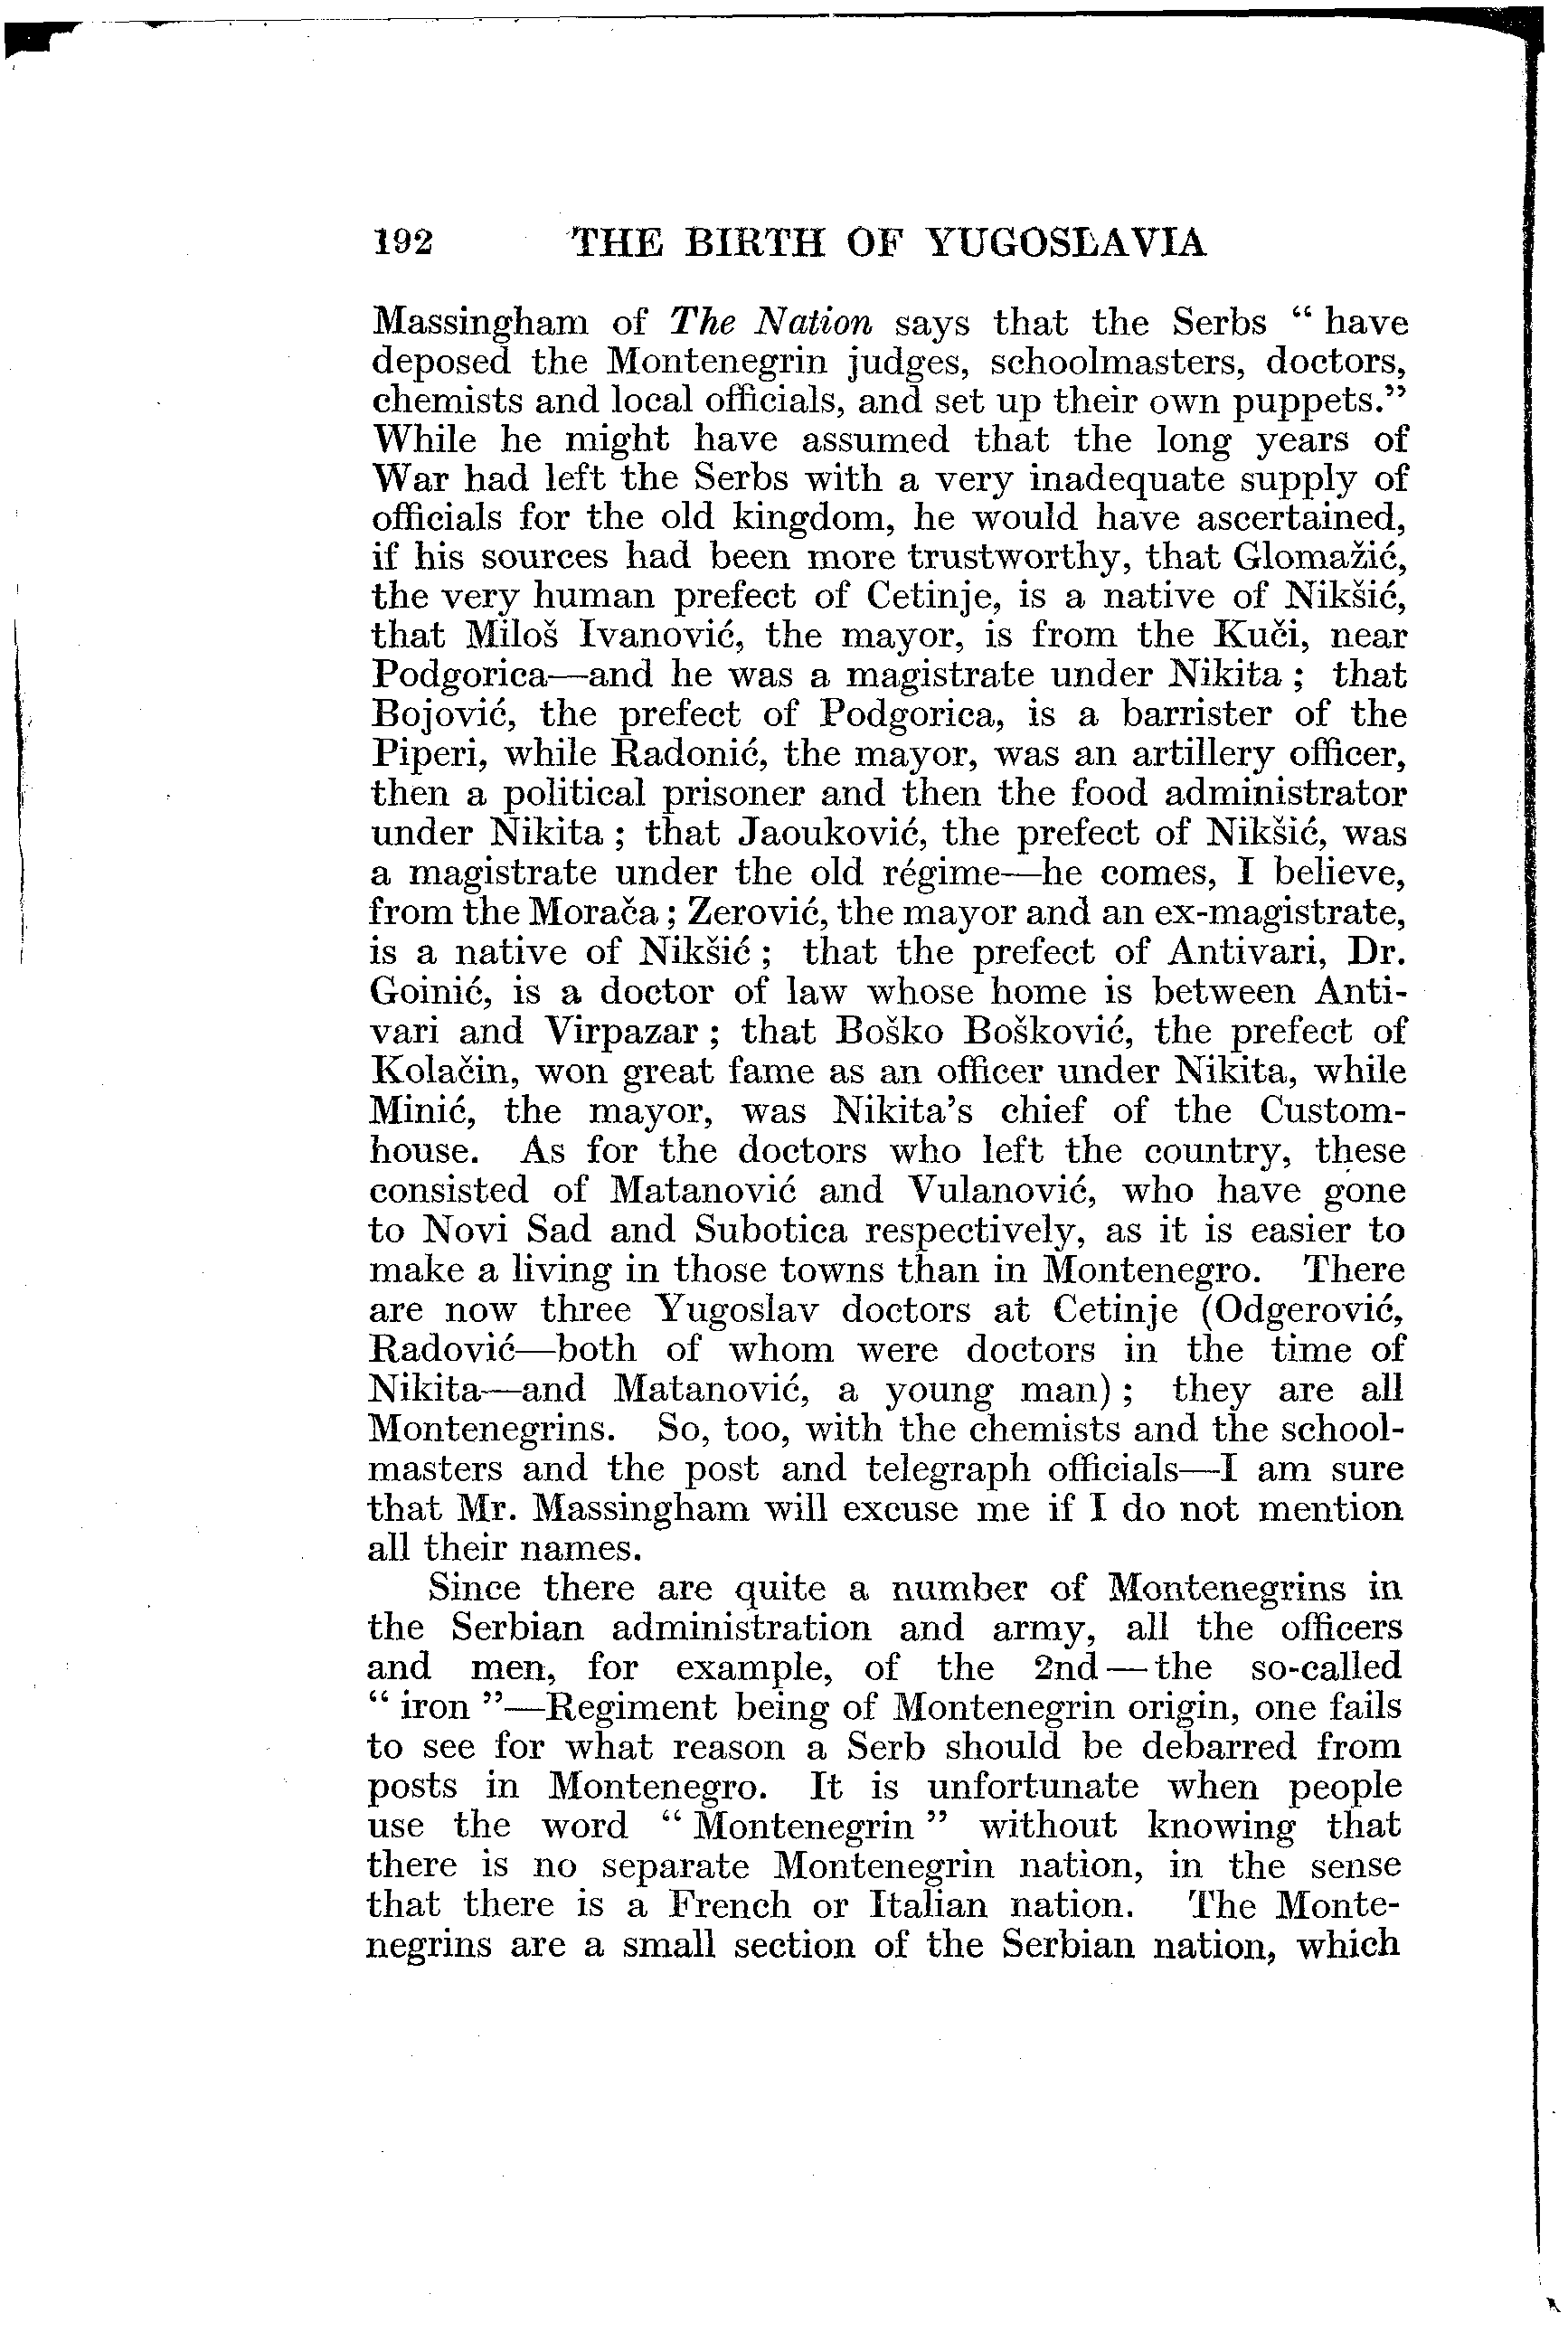 192 THE BIRTH OF YUGOSLAVIA
Massingham of The Nation says that the Serbs “ have
deposed the Montenegrin judges, schoolmasters, doctors,
chemists and local officials, and set up their own puppets.”
While he might have assumed that the long years of
War had left the Serbs with a very inadequate supply of
officials for the old kingdom, he would have ascertained,
if his sources had been more trustworthy, that Glomažić,
the very human prefect of Cetinje, is a native of Nikšić,
that Miloš Ivanović, the mayor, is from the Kuči, near
Podgorica—and he was a magistrate under Nikita ; that
Bojović, the prefect of Podgorica, is a barrister of the
Piperi, while Radonić, the mayor, was an artillery officer,
then a political prisoner and then the food administrator
under Nikita ; that Jaouković, the prefect of Nikšić, was
a magistrate under the old régime—he comes, I believe,
from the Morača ; Zerović, the mayor and an ex-magistrate,
is a native of Nikšić ; that the prefect of Antivari, Dr.
Goinić, is a doctor of law whose home is between Anti-
vari and Virpazar ; that Boško Bošković, the prefect of
Kolačin, won great fame as an officer under Nikita, while
Minić, the mayor, was Nikita’s chief of the Custom-
house. As for the doctors who left the country, these
consisted of Matanović and Vulanović, who have gone
to Novi Sad and Subotica respectively, as it is easier to
make a living in those towns than in Montenegro. There
are now three Yugoslav doctors at Cetinje (Odgerović,
Radović—both of whom were doctors in the time of
Nikita—and Matanović, a young man) ; they are all
Montenegrins. So, too, with the chemists and the school-
masters and the post and telegraph officials—I am sure
that Mr. Massingham will excuse me if I do not mention
all their names.
Since there are quite a number of Montenegrins in
the Serbian administration and army, all the officers
and men, for example, of the 2nd — the so-called
“ iron ”—Regiment being of Montenegrin origin, one fails
to see for what reason a Serb should be debarred from
posts in Montenegro. It is unfortunate when people
use the word “ Montenegrin ” without knowing that
there is no separate Montenegrin nation, in the sense
that there is a French or Italian nation. The Monte-
negrins are a small section of the Serbian nation, which